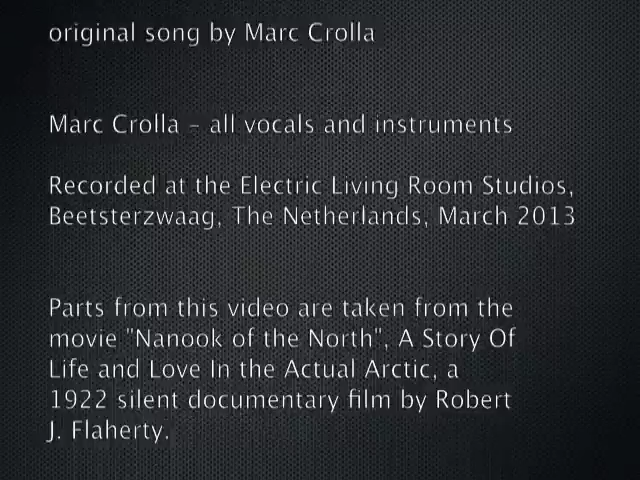 original song by Marc Crolla
Marc Crolla - all vocals and instruments
Recorded at the Electric Living Room Studios,
Beetsterzwaag, The Netherlands, March 2013
Parts from this video are taken from the
movie "Nanook of the North", A Story Of
Life and Love In the Actual Arctic, a
1922 silent documentary film by Robert
J. Flaherty.